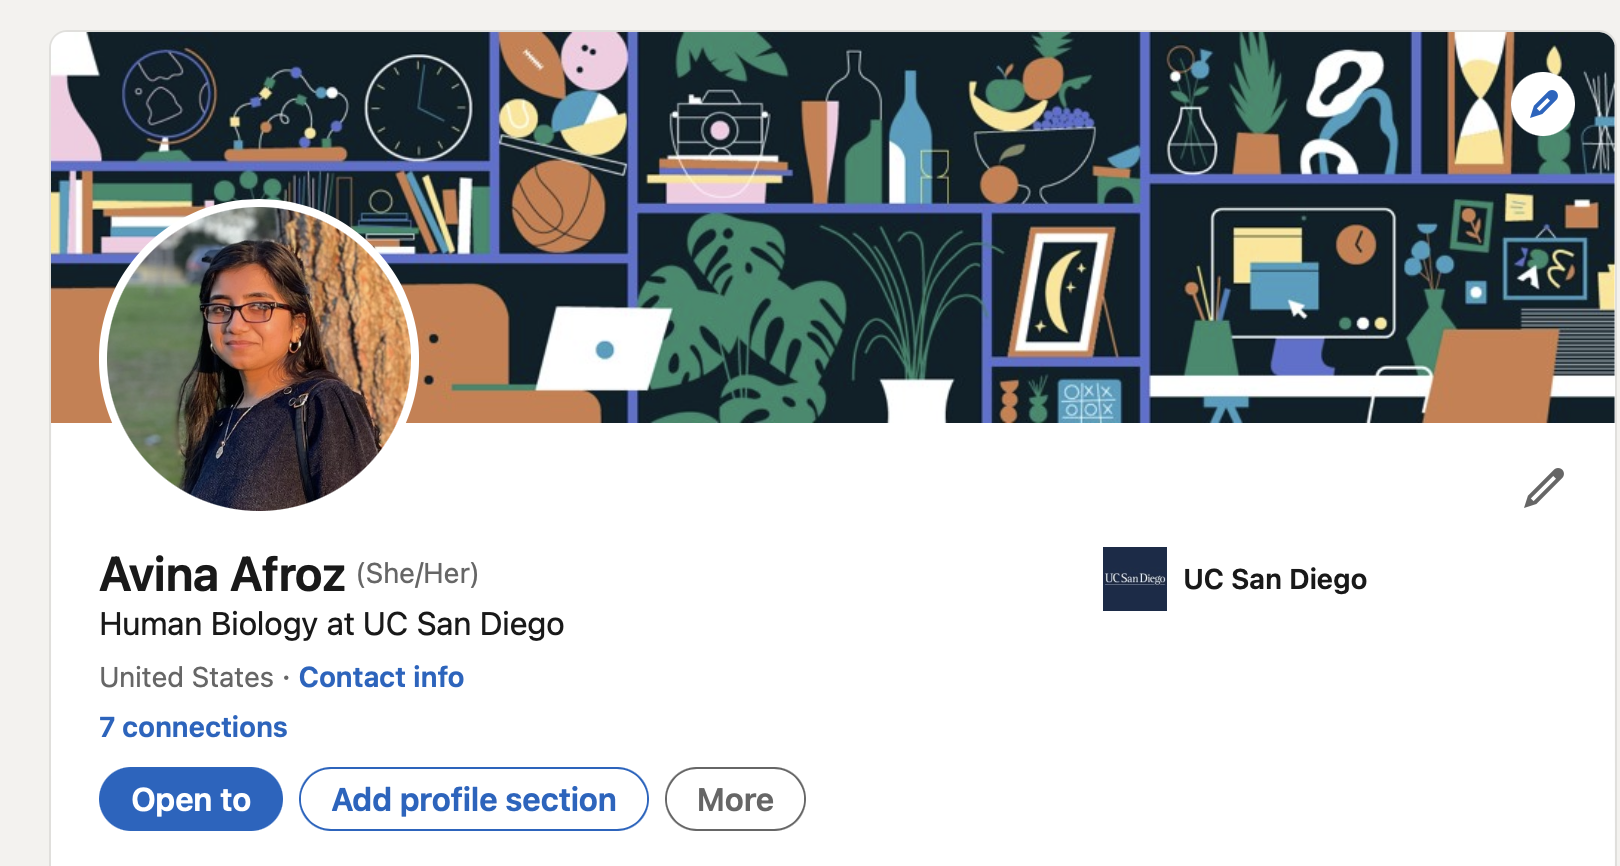 Avina Afroz (She/Her)
Human Biology at UC San Diego
United States · Contact info
7 connections
Open to
Add profile section
More
UC San Diego
UC San Diego